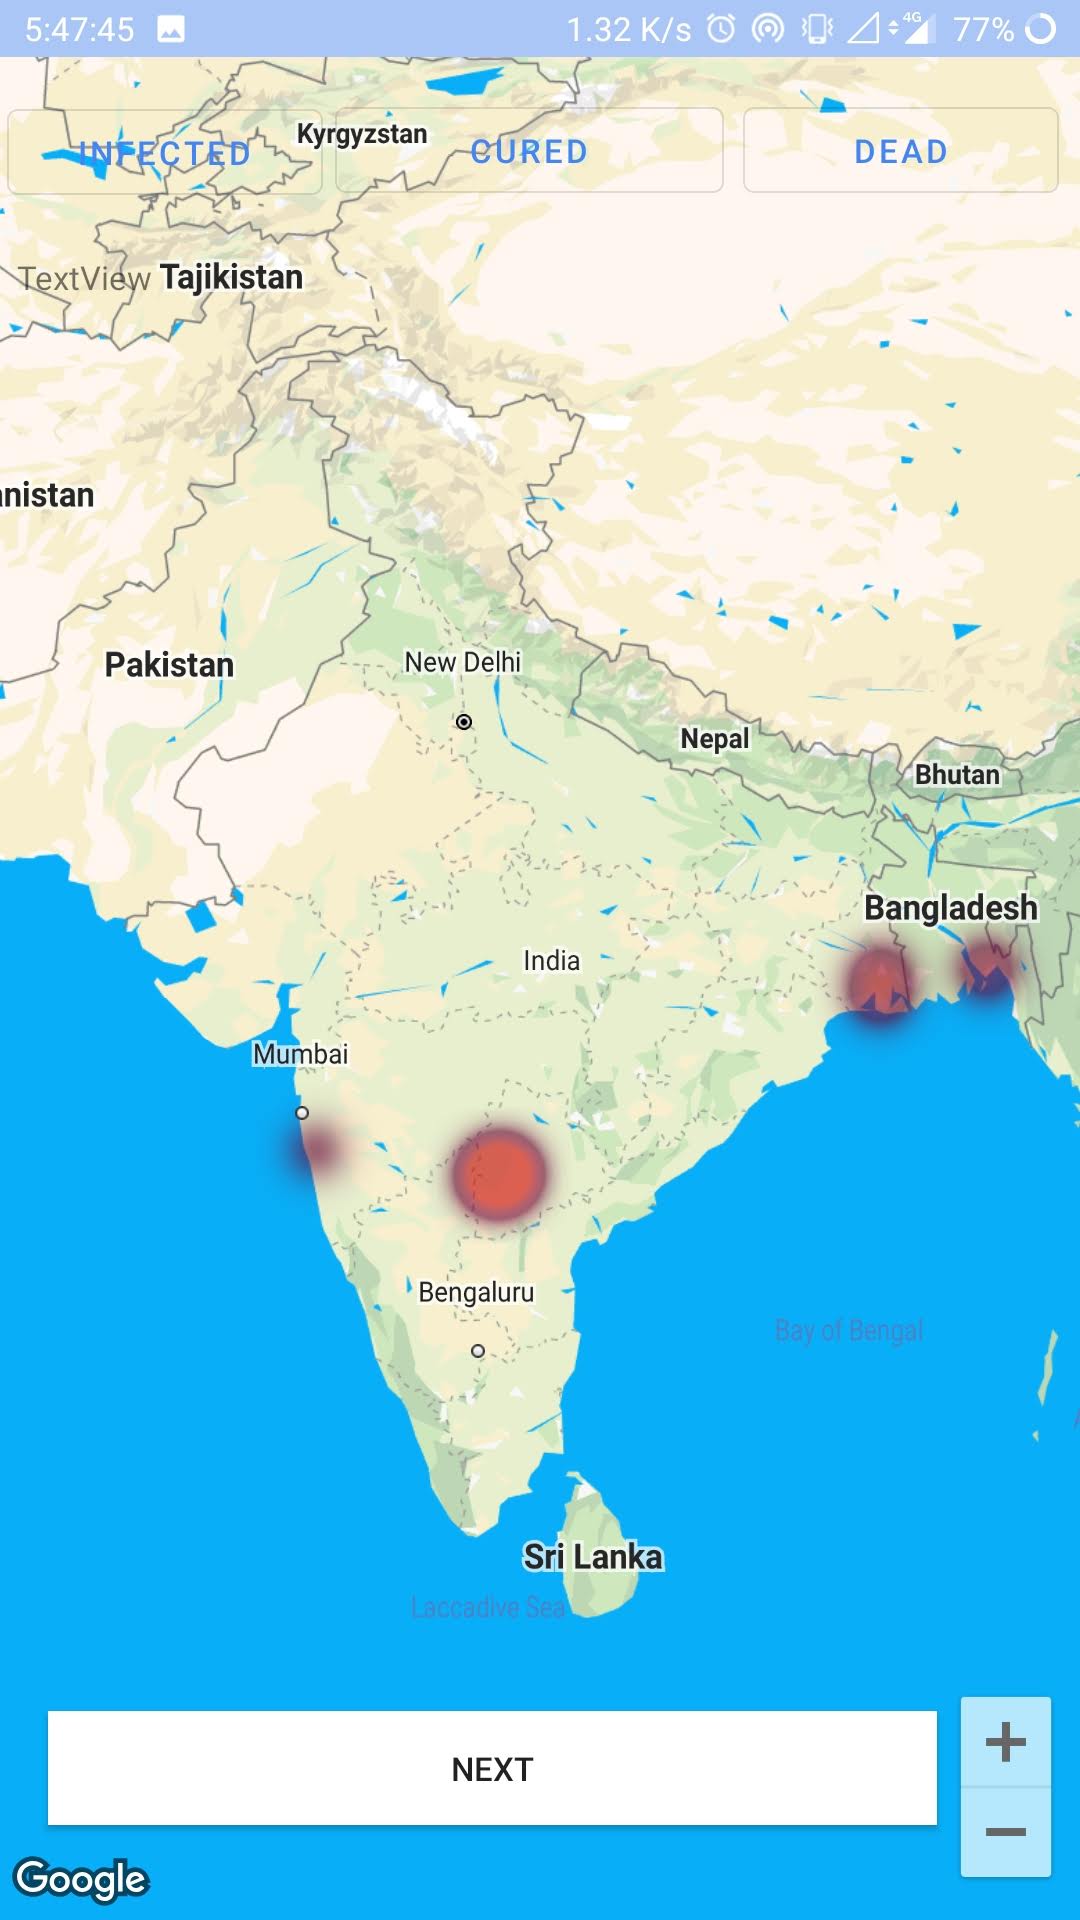 5:47:45 1.32 K/s 4G 77%
INFECTED CURED DEAD
Kyrgyzstan
TextView Tajikistan
anistan
Pakistan
New Delhi
Nepal
Bhutan
Bangladesh
India
Mumbai
Bengaluru
Bay of Bengal
Sri Lanka
Laccadive Sea
NEXT
+
−
Google